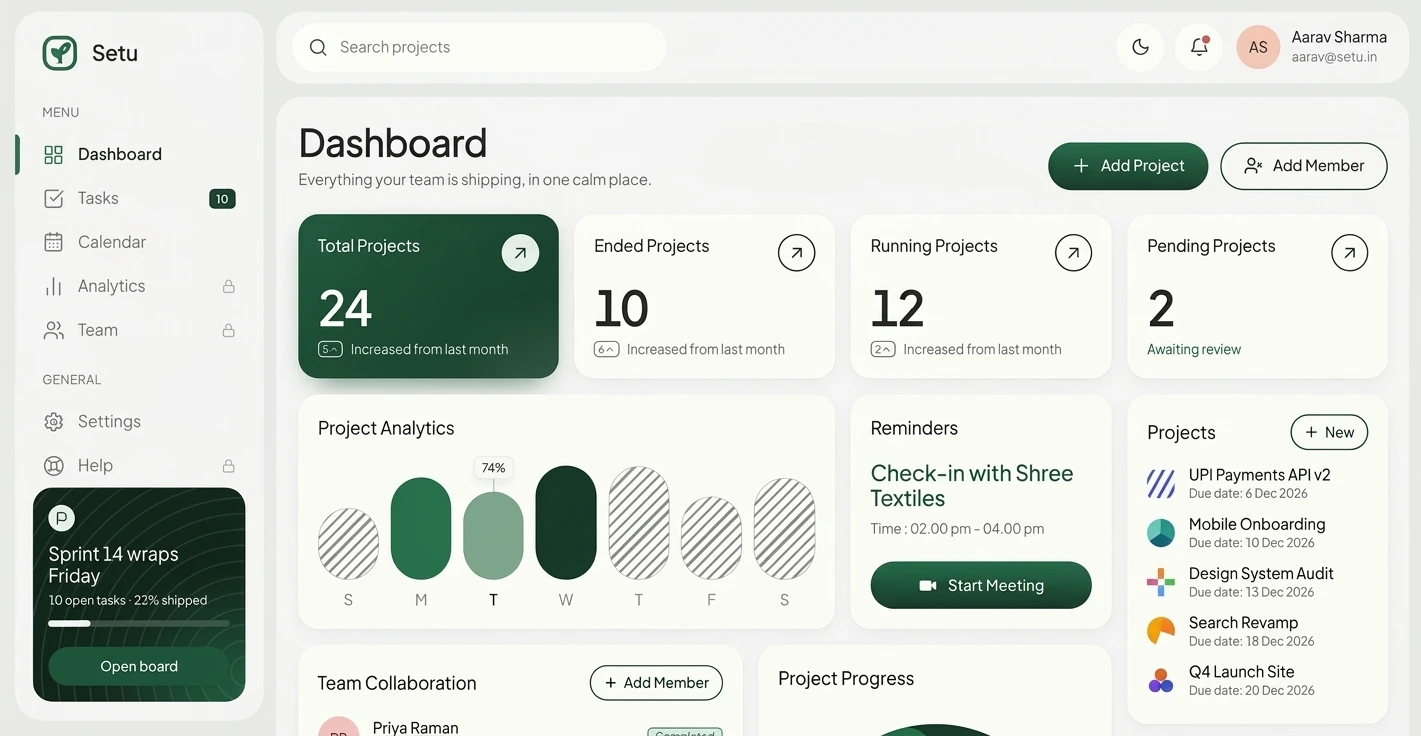 Setu
MENU
Dashboard
Tasks
10
Calendar
Analytics
Team
GENERAL
Settings
Help
Sprint 14 wraps
Friday
10 open tasks · 22% shipped
Open board
Search projects
AS
Aarav Sharma
aarav@setu.in
Dashboard
Everything your team is shipping, in one calm place.
+ Add Project
Add Member
Total Projects
24
5 Increased from last month
Ended Projects
10
6 Increased from last month
Running Projects
12
2 Increased from last month
Pending Projects
2
Awaiting review
Project Analytics
74%
S M T W T F S
Reminders
Check-in with Shree
Textiles
Time : 02.00 pm - 04.00 pm
Start Meeting
Projects
+ New
UPI Payments API v2
Due date: 6 Dec 2026
Mobile Onboarding
Due date: 10 Dec 2026
Design System Audit
Due date: 13 Dec 2026
Search Revamp
Due date: 18 Dec 2026
Q4 Launch Site
Due date: 20 Dec 2026
Team Collaboration
+ Add Member
Priya Raman
Completed
Project Progress